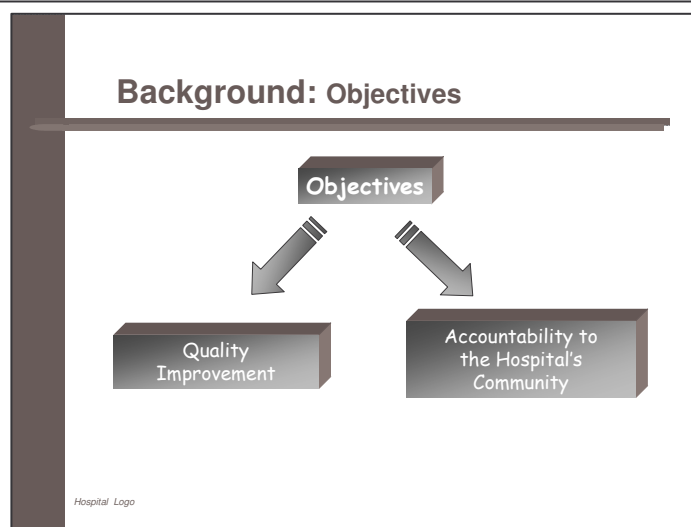 Background: Objectives
Objectives
Quality
Improvement
Accountability to
the Hospital's
Community
Hospital Logo